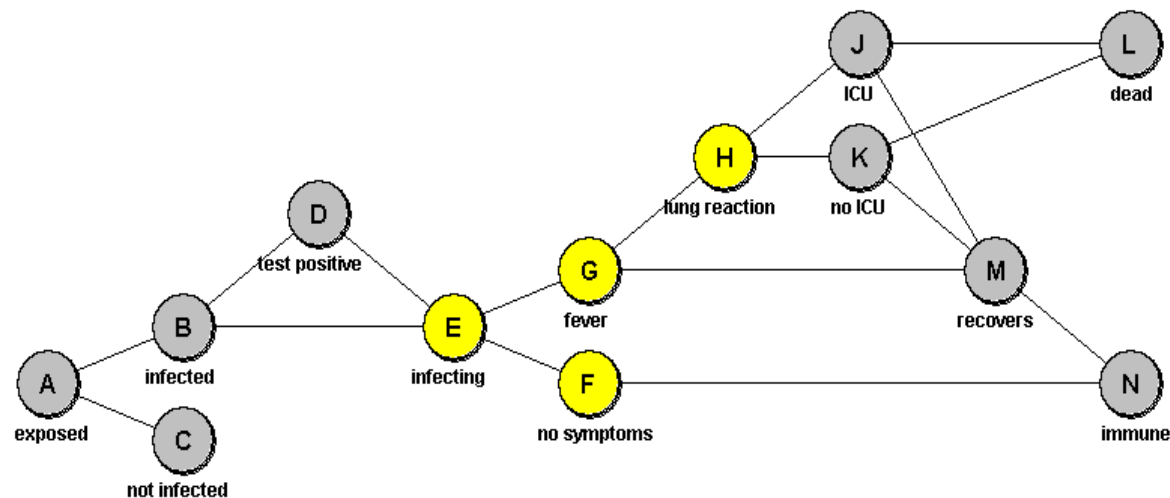 J
ICU
L
dead
H
lung reaction
K
no ICU
D
test positive
G
fever
M
recovers
B
infected
E
infecting
A
exposed
F
no symptoms
N
immune
C
not infected